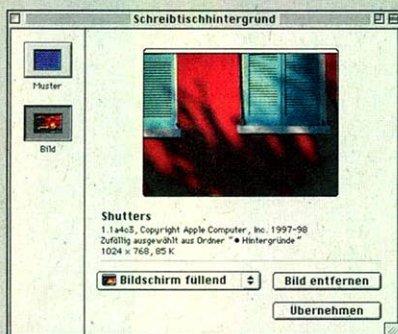 Schreibtischhintergrund
Muster
Bild
Shutters
1.1a4c3, Copyright Apple Computer, Inc. 1997-98
Zufällig ausgewählt aus Ordner "● Hintergründe"
1024 x 768, 85 K
Bildschirm füllend
Bild entfernen
Übernehmen